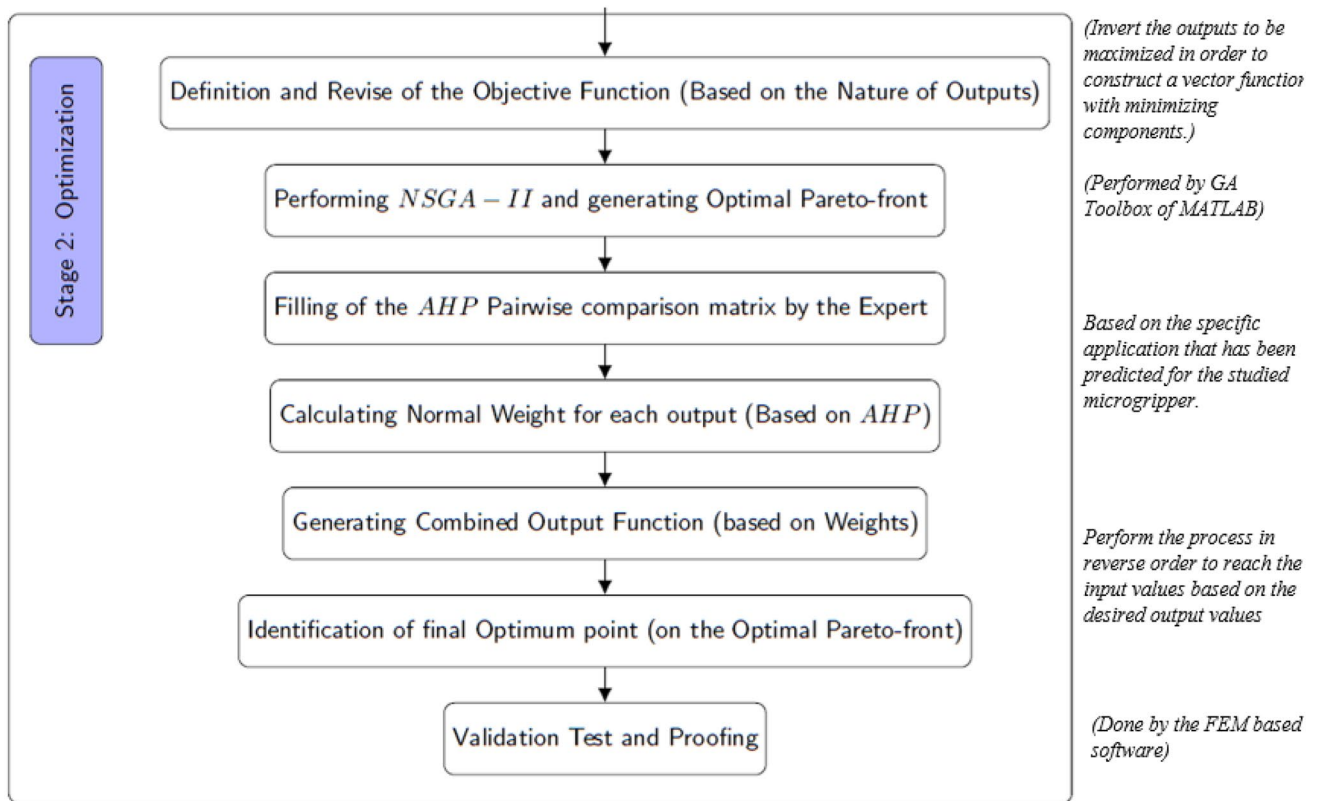 Stage 2: Optimization
Definition and Revise of the Objective Function (Based on the Nature of Outputs)
(Invert the outputs to be
maximized in order to
construct a vector function
with minimizing
components.)
Performing NSGA − II and generating Optimal Pareto-front
(Performed by GA
Toolbox of MATLAB)
Filling of the AHP Pairwise comparison matrix by the Expert
Based on the specific
application that has been
predicted for the studied
microgripper.
Calculating Normal Weight for each output (Based on AHP)
Generating Combined Output Function (based on Weights)
Perform the process in
reverse order to reach the
input values based on the
desired output values
Identification of final Optimum point (on the Optimal Pareto-front)
Validation Test and Proofing
(Done by the FEM based
software)